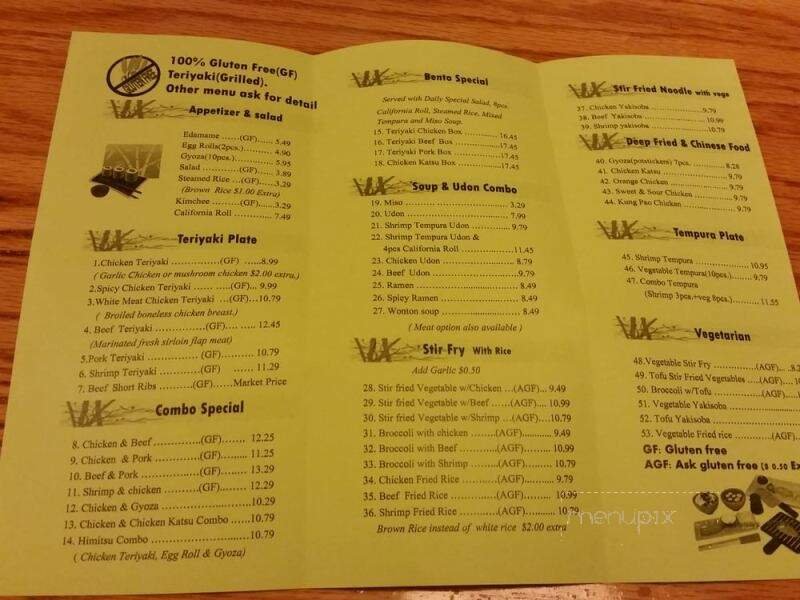 GLUTEN FREE
100% Gluten Free(GF)
Teriyaki(Grilled).
Other menu ask for detail
Appetizer & salad
Edamame ......(GF)...... 5.49
Egg Rolls(2pcs.)........... 4.90
Gyoza(10pcs.)............. 5.95
Salad ............(GF)...... 3.89
Steamed Rice ...(GF)......3.29
(Brown Rice $1.00 Extra)
Kimchee ..........(GF)......3.29
California Roll ............. 7.49
Teriyaki Plate
1.Chicken Teriyaki ................(GF) ......8.99
( Garlic Chicken or mushroom chicken $2.00 extra.)
2.Spicy Chicken Teriyaki ...... .....(GF)... 9.99
3.White Meat Chicken Teriyaki ...(GF)...10.79
( Broiled boneless chicken breast.)
4. Beef Teriyaki ..................(GF).... ..... 12.45
(Marinated fresh sirloin flap meat)
5.Pork Teriyaki ............... (GF)......... 10.79
6. Shrimp Teriyaki ............ (GF) ....... 11.29
7. Beef Short Ribs ...........(GF)......Market Price
Combo Special
8. Chicken & Beef ...............(GF)....... 12.25
9. Chicken & Pork ...............(GF)....... 11.25
10. Beef & Pork ..................(GF)....... 13.29
11. Shrimp & chicken ...........(GF)....... 12.29
12. Chicken & Gyoza .........................10.29
13. Chicken & Chicken Katsu Combo ......10.79
14. Himitsu Combo ............................10.79
( Chicken Teriyaki, Egg Roll & Gyoza)
Bento Special
Served with Daily Special Salad, 8pcs.
California Roll, Steamed Rice, Mixed
Tempura and Miso Soup.
15. Teriyaki Chicken Box ............... 16.45
16. Teriyaki Beef Box .................. 17.45
17. Teriyaki Pork Box .................. 17.45
18. Chicken Katsu Box ................. 17.45
Soup & Udon Combo
19. Miso ................................ 3.29
20. Udon ................................ 7.99
21. Shrimp Tempura Udon ............ 9.79
22. Shrimp Tempura Udon &
4pcs California Roll ..................11.45
23. Chicken Udon ........................ 8.79
24. Beef Udon ........................... 9.79
25. Ramen ................................ 8.49
26. Spicy Ramen ........................ 8.49
27. Wonton soup ........................ 8.49
( Meat option also available )
Stir Fry With Rice
Add Garlic $0.50
28. Stir fried Vegetable w/Chicken ...(AGF)... 9.49
29. Stir fried Vegetable w/Beef ......(AGF).... 10.99
30. Stir fried Vegetable w/Shrimp ...(AGF)....10.79
31. Broccoli with chicken .........(AGF)........... 9.49
32. Broccoli with Beef .............(AGF)........... 10.99
33. Broccoli with Shrimp ..........(AGF)........... 10.79
34. Chicken Fried Rice .............(AGF)........... 9.79
35. Beef Fried Rice .................(AGF)........... 10.99
36. Shrimp Fried Rice ..............(AGF)........... 10.79
Brown Rice instead of white rice $2.00 extra
Stir Fried Noodle with vege
37. Chicken Yakisoba ...............9.79
38. Beef Yakisoba ...................10.99
39. Shrimp yakisoba ................10.79
Deep Fried & Chinese Food
40. Gyoza(potstickers) 7pcs. ........ 8.28
41. Chicken Katsu ..................... 9.79
42. Orange Chicken ................... 9.79
43. Sweet & Sour Chicken ........... 9.79
44. Kung Pao Chicken ................ 9.79
Tempura Plate
45. Shrimp Tempura ................. 10.95
46. Vegetable Tempura(10pcs.)....... 9.79
47. Combo Tempura
(Shrimp 3pcs.+veg 8pcs.)......... 11.55
Vegetarian
48.Vegetable Stir Fry ...............(AGF)....
49. Tofu Stir Fried Vegetables ...(AGF)....
50. Broccoli w/Tofu ...............(AGF)....
51. Vegetable Yakisoba ..............
52. Tofu Yakisoba ...................
53. Vegetable Fried rice ............(AGF)....
GF: Gluten free
AGF: Ask gluten free ($ 0.50 Ex
menupix